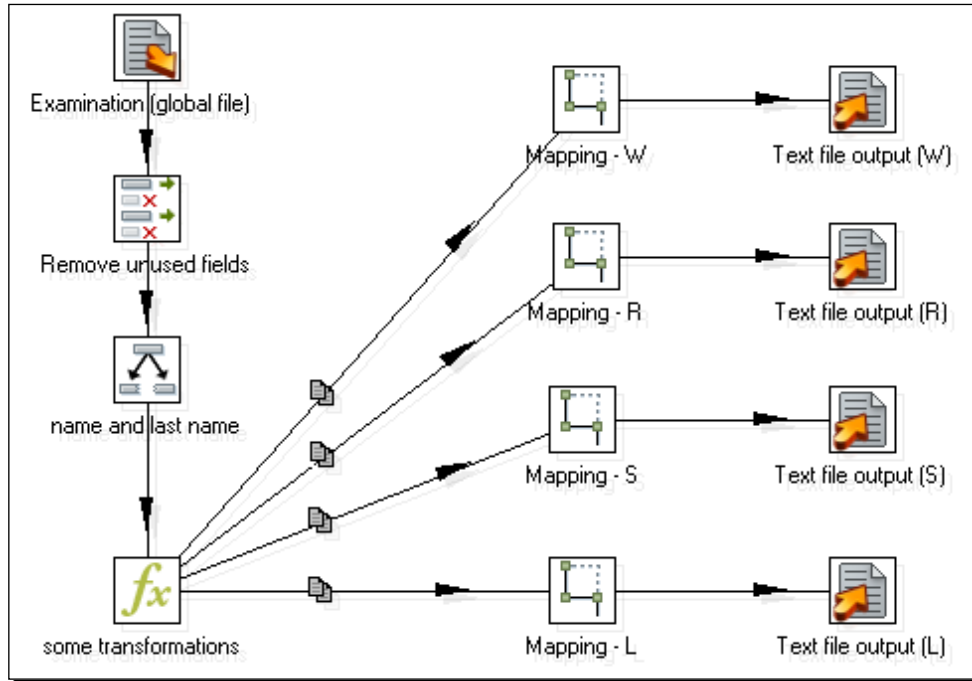 Examination (global file)
Remove unused fields
name and last name
fx
some transformations
Mapping - W
Text file output (W)
Mapping - R
Text file output (R)
Mapping - S
Text file output (S)
Mapping - L
Text file output (L)